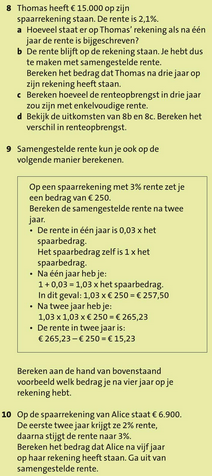 8 Thomas heeft € 15.000 op zijn
spaarrekening staan. De rente is 2,1%.
a Hoeveel staat er op Thomas’ rekening als na één
jaar de rente is bijgeschreven?
b De rente blijft op de rekening staan. Je hebt dus
te maken met samengestelde rente.
Bereken het bedrag dat Thomas na drie jaar op
zijn rekening heeft staan.
c Bereken hoeveel de renteopbrengst in drie jaar
zou zijn met enkelvoudige rente.
d Bekijk de uitkomsten van 8b en 8c. Bereken het
verschil in renteopbrengst.
9 Samengestelde rente kun je ook op de
volgende manier berekenen.
Op een spaarrekening met 3% rente zet je
een bedrag van € 250.
Bereken de samengestelde rente na twee
jaar.
• De rente in één jaar is 0,03 x het
spaarbedrag.
Het spaarbedrag zelf is 1 x het
spaarbedrag.
• Na één jaar heb je:
1 + 0,03 = 1,03 x het spaarbedrag.
In dit geval: 1,03 x € 250 = € 257,50
• Na twee jaar heb je:
1,03 x 1,03 x € 250 = € 265,23
• De rente in twee jaar is:
€ 265,23 – € 250 = € 15,23
Bereken aan de hand van bovenstaand
voorbeeld welk bedrag je na vier jaar op je
rekening hebt.
10 Op de spaarrekening van Alice staat € 6.900.
De eerste twee jaar krijgt ze 2% rente,
daarna stijgt de rente naar 3%.
Bereken het bedrag dat Alice na vijf jaar
op haar rekening heeft staan. Ga uit van
samengestelde rente.